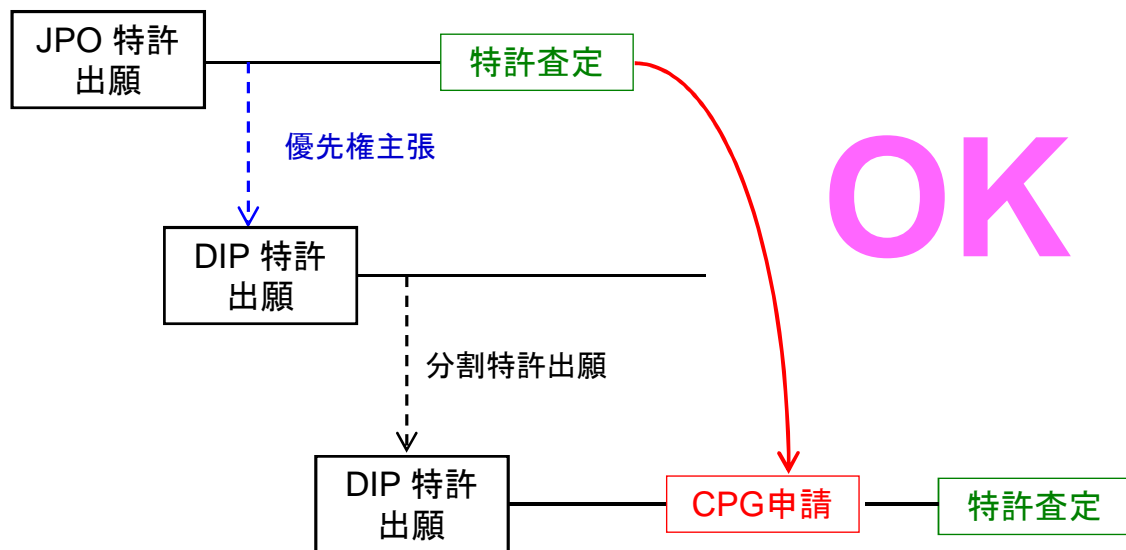 JPO 特許
出願
特許査定
優先権主張
OK
DIP 特許
出願
分割特許出願
DIP 特許
出願
CPG申請
特許査定